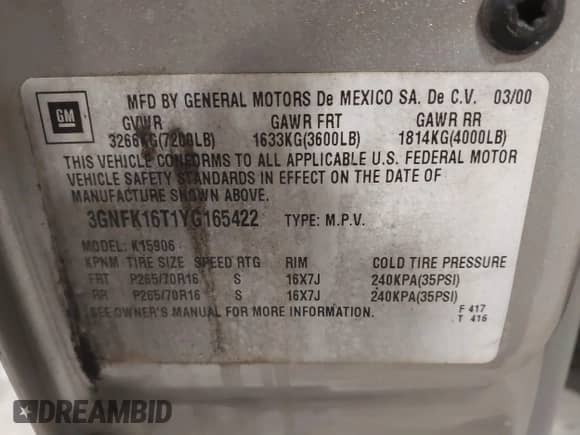 GM
MFD BY GENERAL MOTORS De MEXICO SA. De C.V. 03/00
GVWR GAWR FRT GAWR RR
3266KG(7200LB) 1633KG(3600LB) 1814KG(4000LB)
THIS VEHICLE CONFORMS TO ALL APPLICABLE U.S. FEDERAL MOTOR
VEHICLE SAFETY STANDARDS IN EFFECT ON THE DATE OF
MANUFACTURE SHOWN ABOVE.
3GNFK16T1YG165422 TYPE: M.P.V.
MODEL: K15906
KPNM TIRE SIZE SPEED RTG RIM COLD TIRE PRESSURE
FRT P265/70R16 S 16X7J 240KPA(35PSI)
RR P265/70R16 S 16X7J 240KPA(35PSI)
SEE OWNER'S MANUAL FOR MORE INFORMATION.
F 417
T 416
DREAMBID